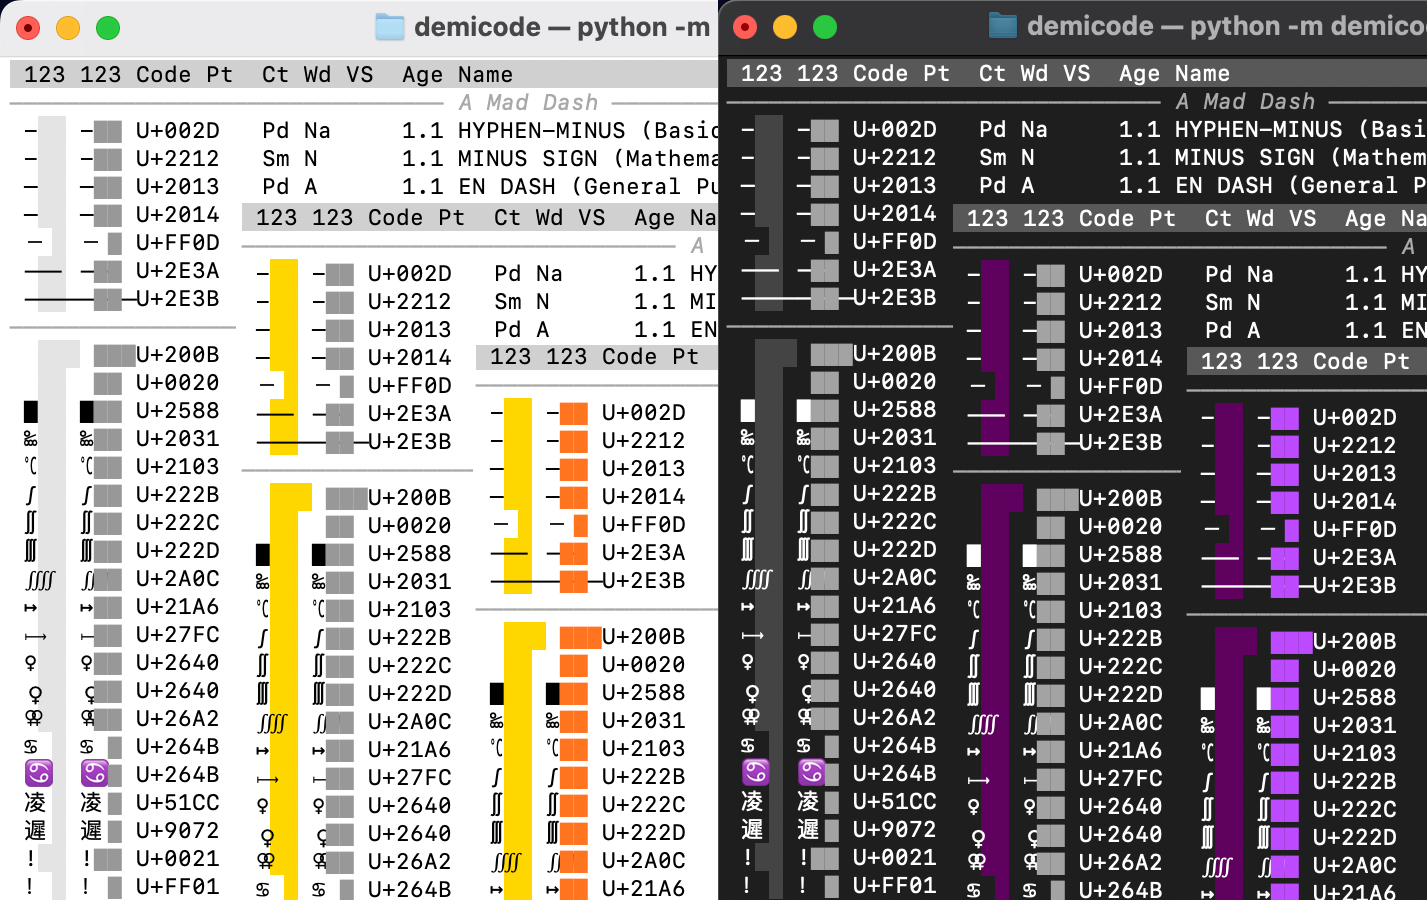 demicode — python -m
123 123 Code Pt Ct Wd VS Age Name
A Mad Dash
- - U+002D Pd Na 1.1 HYPHEN-MINUS (Basic
− − U+2212 Sm N 1.1 MINUS SIGN (Mathema
– – U+2013 Pd A 1.1 EN DASH (General Pu
— — U+2014
－ － U+FF0D
⸺ ⸺ U+2E3A
⸻ ⸻ U+2E3B
U+200B
U+0020
█ █ U+2588
‱ ‱ U+2031
℃ ℃ U+2103
∫ ∫ U+222B
∬ ∬ U+222C
∭ ∭ U+222D
⨌ ⨌ U+2A0C
↦ ↦ U+21A6
⟼ ⟼ U+27FC
♀ ♀ U+2640
♀ ♀ U+2640
⚢ ⚢ U+26A2
♋ ♋ U+264B
♋ ♋ U+264B
凌 凌 U+51CC
遲 遲 U+9072
! ! U+0021
！ ！ U+FF01
123 123 Code Pt Ct Wd VS Age Na
A
- - U+002D Pd Na 1.1 HY
− − U+2212 Sm N 1.1 MI
– – U+2013 Pd A 1.1 EN
— — U+2014
－ － U+FF0D
⸺ ⸺ U+2E3A
⸻ ⸻ U+2E3B
U+200B
U+0020
█ █ U+2588
‱ ‱ U+2031
℃ ℃ U+2103
∫ ∫ U+222B
∬ ∬ U+222C
∭ ∭ U+222D
⨌ ⨌ U+2A0C
↦ ↦ U+21A6
⟼ ⟼ U+27FC
♀ ♀ U+2640
♀ ♀ U+2640
⚢ ⚢ U+26A2
♋ ♋ U+264B
123 123 Code Pt
- - U+002D
− − U+2212
– – U+2013
— — U+2014
－ － U+FF0D
⸺ ⸺ U+2E3A
⸻ ⸻ U+2E3B
U+200B
U+0020
█ █ U+2588
‱ ‱ U+2031
℃ ℃ U+2103
∫ ∫ U+222B
∬ ∬ U+222C
∭ ∭ U+222D
⨌ ⨌ U+2A0C
↦ ↦ U+21A6
demicode — python -m demicod
123 123 Code Pt Ct Wd VS Age Name
A Mad Dash
- - U+002D Pd Na 1.1 HYPHEN-MINUS (Basi
− − U+2212 Sm N 1.1 MINUS SIGN (Mathem
– – U+2013 Pd A 1.1 EN DASH (General P
— — U+2014
－ － U+FF0D
⸺ ⸺ U+2E3A
⸻ ⸻ U+2E3B
U+200B
U+0020
█ █ U+2588
‱ ‱ U+2031
℃ ℃ U+2103
∫ ∫ U+222B
∬ ∬ U+222C
∭ ∭ U+222D
⨌ ⨌ U+2A0C
↦ ↦ U+21A6
⟼ ⟼ U+27FC
♀ ♀ U+2640
♀ ♀ U+2640
⚢ ⚢ U+26A2
♋ ♋ U+264B
♋ ♋ U+264B
凌 凌 U+51CC
遲 遲 U+9072
! ! U+0021
！ ！ U+FF01
123 123 Code Pt Ct Wd VS Age Na
A
- - U+002D Pd Na 1.1 HY
− − U+2212 Sm N 1.1 MI
– – U+2013 Pd A 1.1 EN
— — U+2014
－ － U+FF0D
⸺ ⸺ U+2E3A
⸻ ⸻ U+2E3B
U+200B
U+0020
█ █ U+2588
‱ ‱ U+2031
℃ ℃ U+2103
∫ ∫ U+222B
∬ ∬ U+222C
∭ ∭ U+222D
⨌ ⨌ U+2A0C
↦ ↦ U+21A6
⟼ ⟼ U+27FC
♀ ♀ U+2640
♀ ♀ U+2640
⚢ ⚢ U+26A2
♋ ♋ U+264B
123 123 Code Pt
- - U+002D
− − U+2212
– – U+2013
— — U+2014
－ － U+FF0D
⸺ ⸺ U+2E3A
⸻ ⸻ U+2E3B
U+200B
U+0020
█ █ U+2588
‱ ‱ U+2031
℃ ℃ U+2103
∫ ∫ U+222B
∬ ∬ U+222C
∭ ∭ U+222D
⨌ ⨌ U+2A0C
↦ ↦ U+21A6